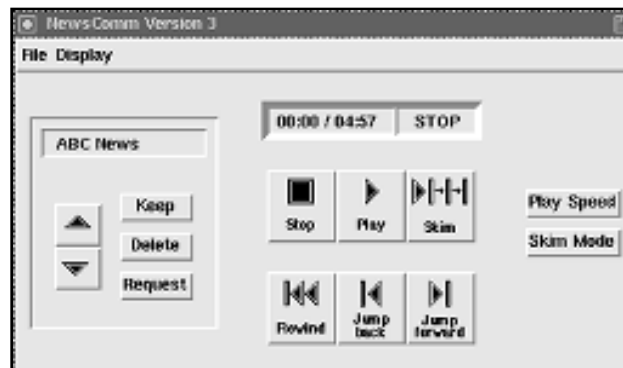 NewsComm Version 3
File Display
00:00 / 04:57 STOP
ABC News
Keep
Delete
Request
Stop Play Skim
Play Speed
Skim Mode
Rewind Jump back Jump forward